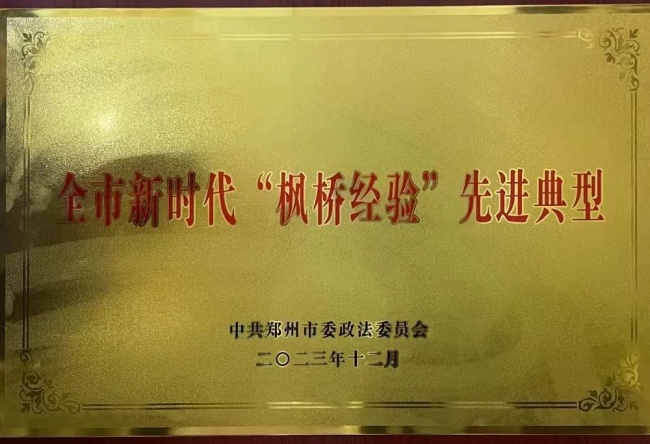 全市新时代“枫桥经验”先进典型
中共郑州市委政法委员会
二〇二三年十二月